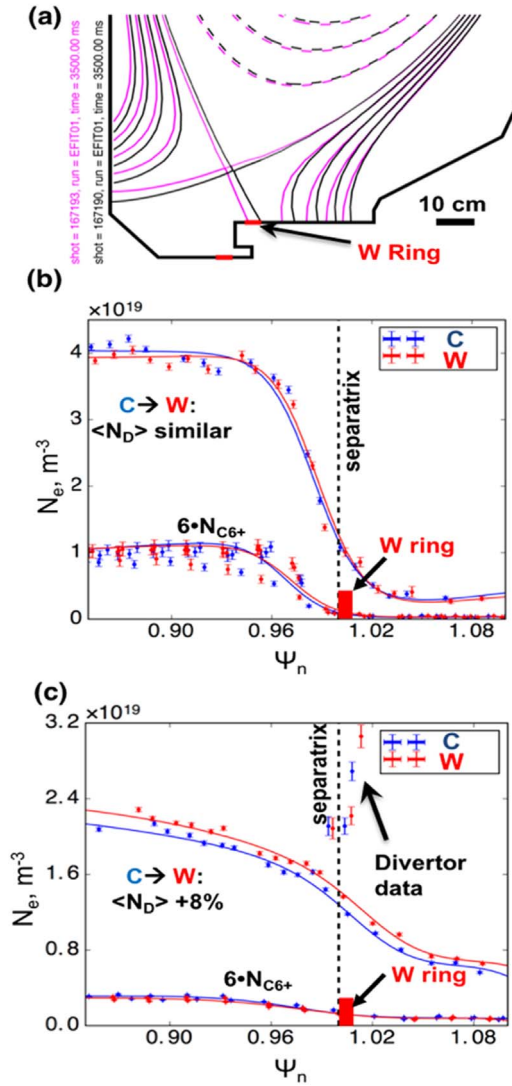 (a)
shot = 167193, run = EFIT01, time = 3500.00 ms
shot = 167190, run = EFIT01, time = 3500.00 ms
10 cm
W Ring
(b)
×10¹⁹
C
W
4
C → W:
<N_D> similar
separatrix
3
N_e, m⁻³
2
6•N_C6+
W ring
1
0
0.90 0.96 1.02 1.08
Ψ_n
(c)
×10¹⁹
3.2
C
W
separatrix
2.4
Divertor
data
N_e, m⁻³
1.6
C → W:
<N_D> +8%
0.8
6•N_C6+
W ring
0.0
0.90 0.96 1.02 1.08
Ψ_n